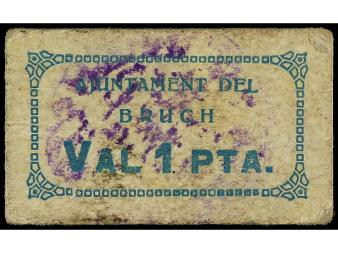 AJUNTAMENT DEL
BRUCH
VAL 1 PTA.